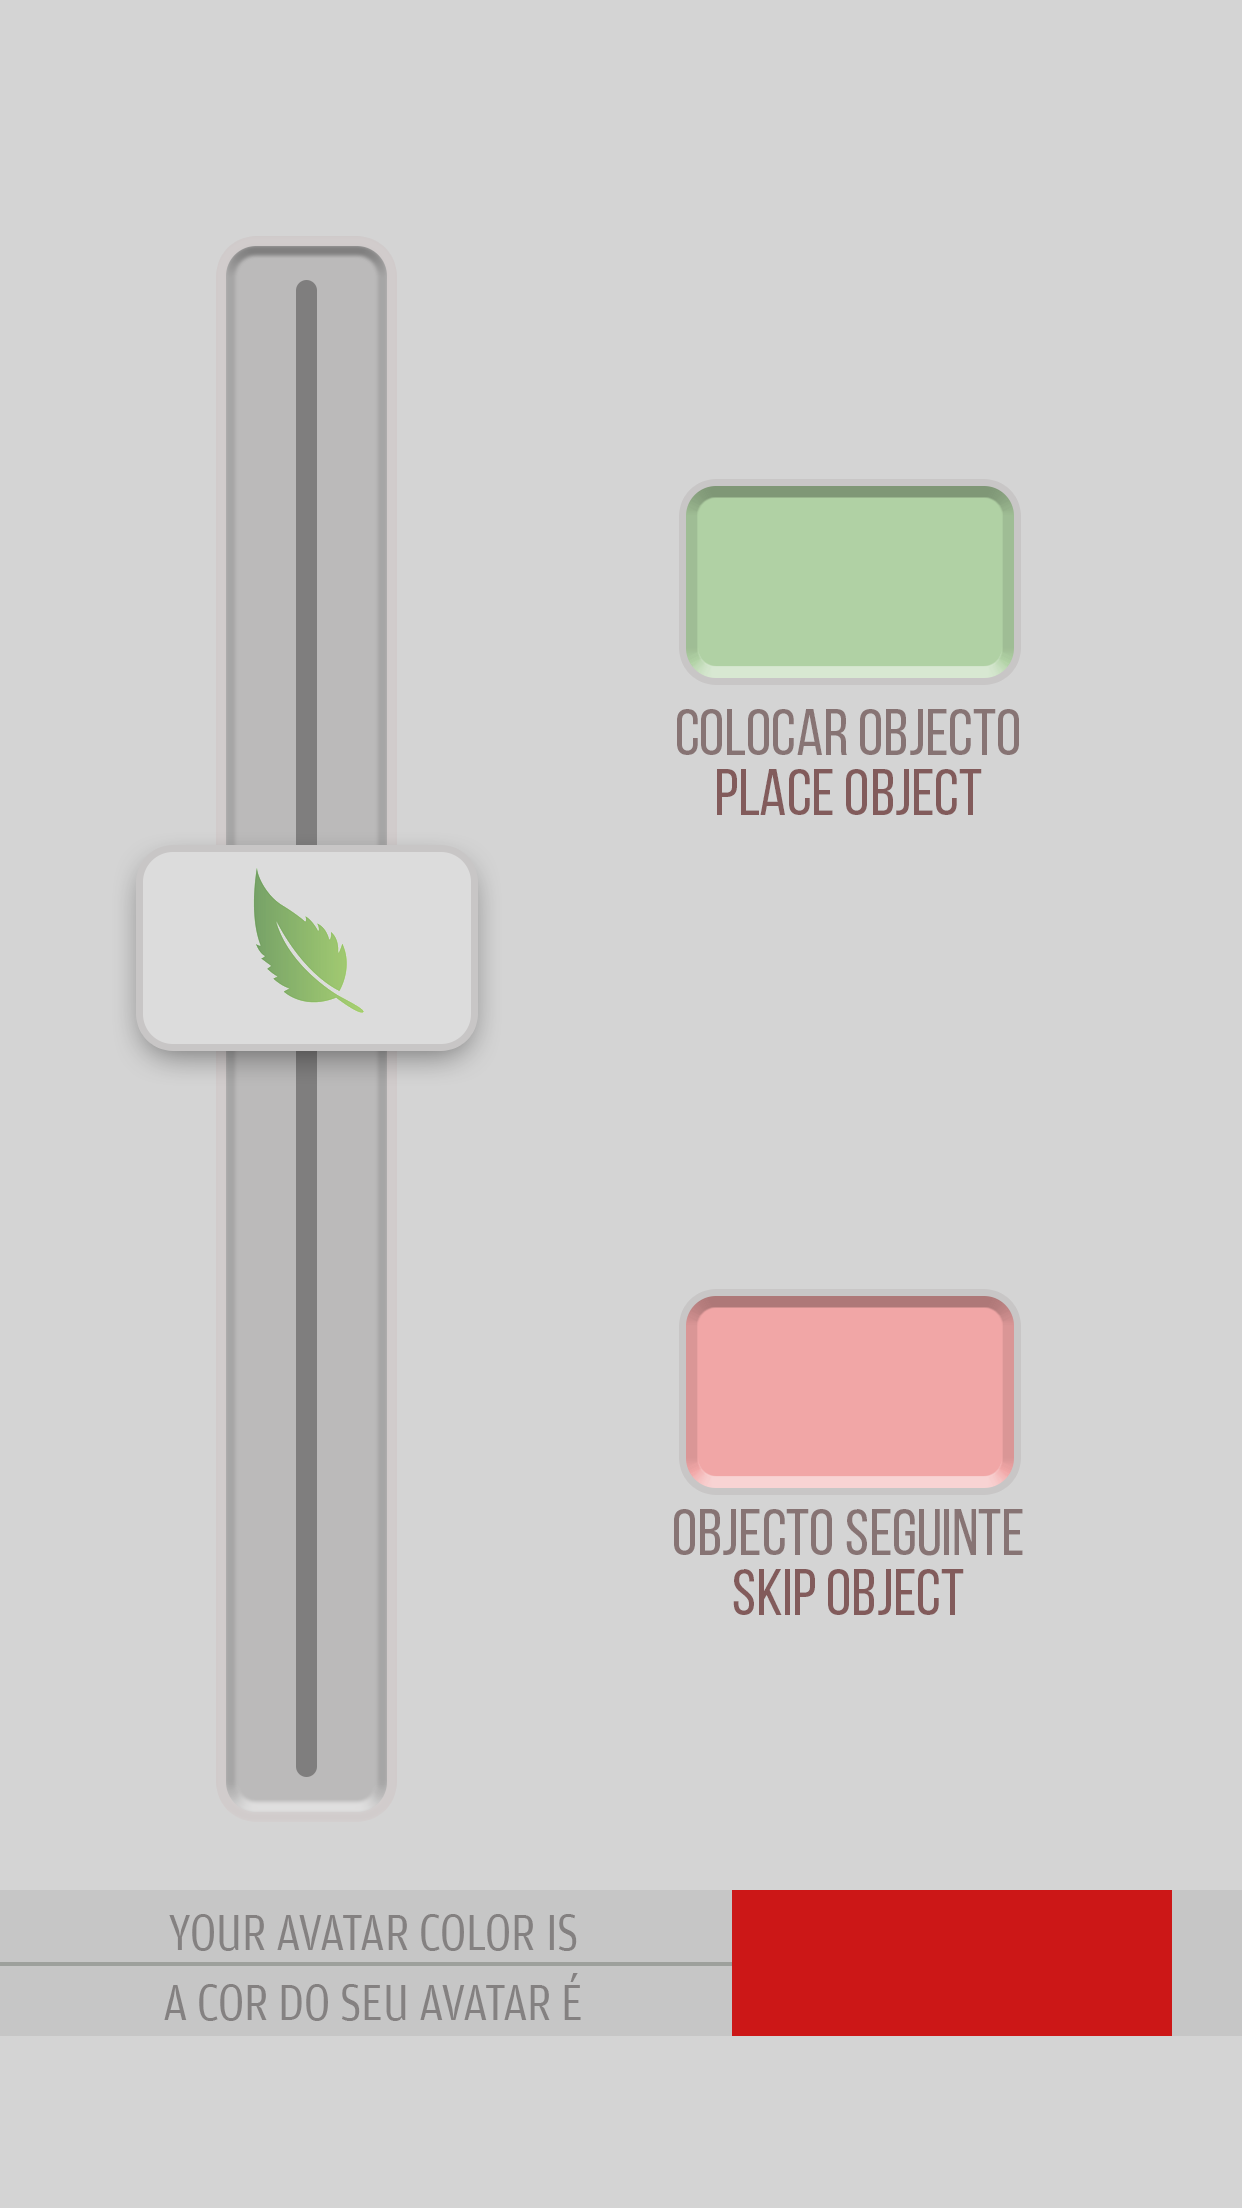 COLOCAR OBJECTO
PLACE OBJECT
OBJECTO SEGUINTE
SKIP OBJECT
YOUR AVATAR COLOR IS
A COR DO SEU AVATAR É